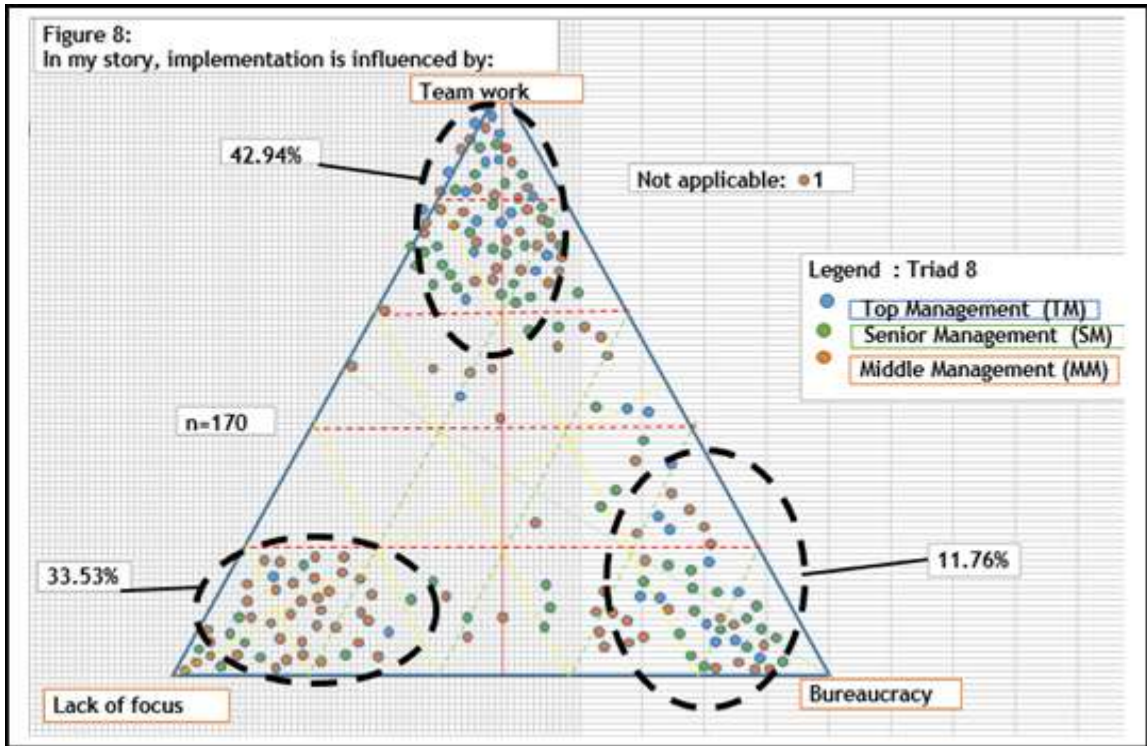 Figure 8:
In my story, implementation is influenced by:
Team work
42.94%
Not applicable: 1
Legend : Triad 8
Top Management (TM)
Senior Management (SM)
Middle Management (MM)
n=170
33.53%
11.76%
Lack of focus
Bureaucracy